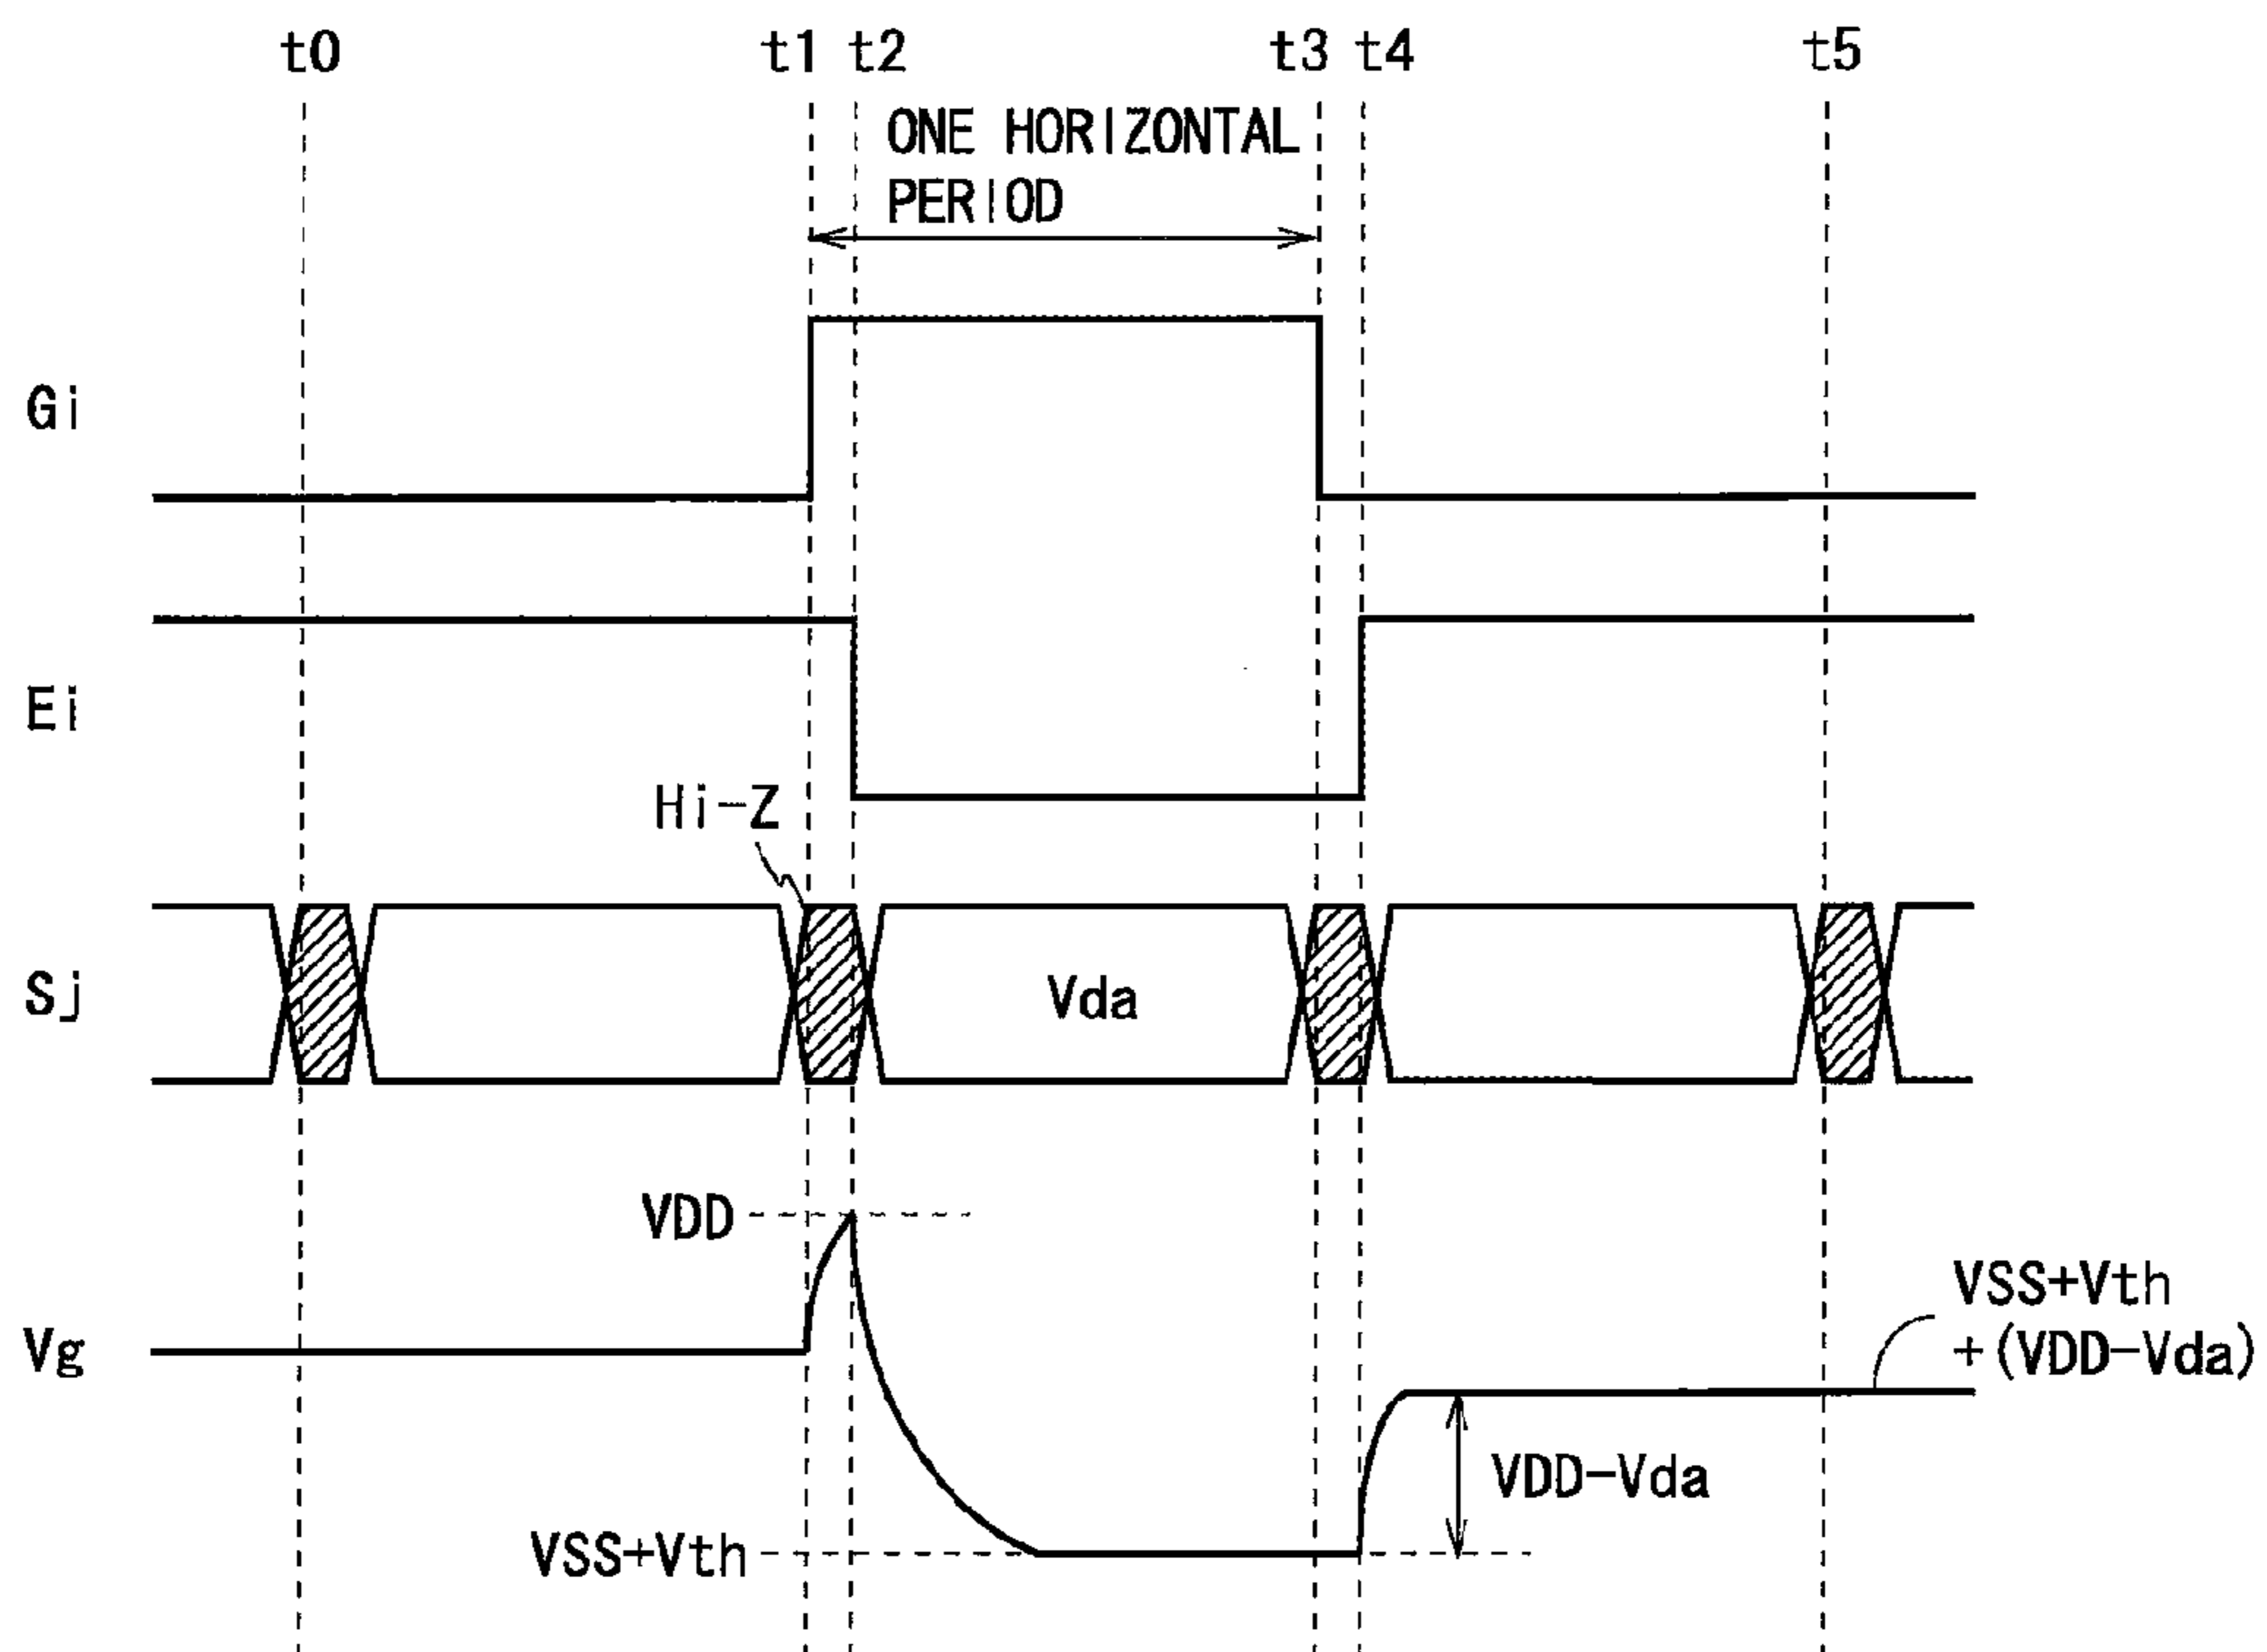 t0
t1
t2
t3
t4
t5
ONE HORIZONTAL
PERIOD
Gi
Ei
Hi-Z
Sj
Vda
VDD
Vg
VSS+Vth
+(VDD-Vda)
VDD-Vda
VSS+Vth